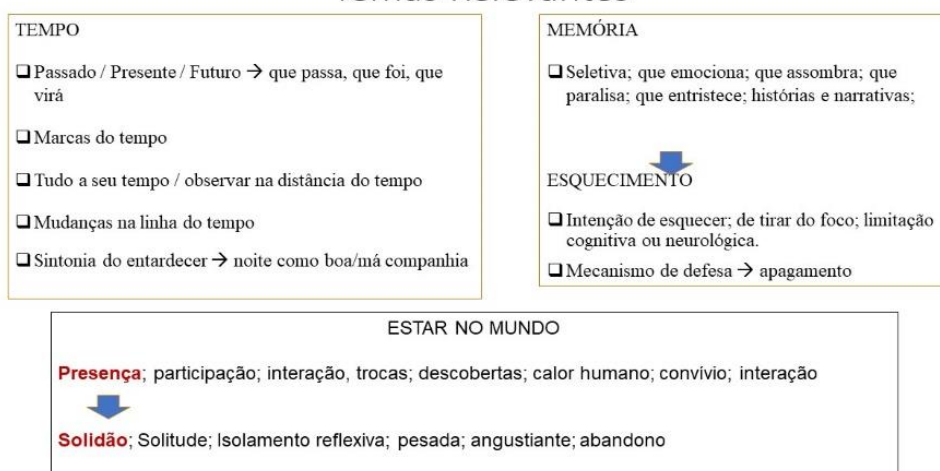 TEMPO
❑ Passado / Presente / Futuro → que passa, que foi, que
virá
❑ Marcas do tempo
❑ Tudo a seu tempo / observar na distância do tempo
❑ Mudanças na linha do tempo
❑ Sintonia do entardecer → noite como boa/má companhia
MEMÓRIA
❑ Seletiva; que emociona; que assombra; que
paralisa; que entristece; histórias e narrativas;
ESQUECIMENTO
❑ Intenção de esquecer; de tirar do foco; limitação
cognitiva ou neurológica.
❑ Mecanismo de defesa → apagamento
ESTAR NO MUNDO
Presença; participação; interação, trocas; descobertas; calor humano; convívio; interação
Solidão; Solitude; Isolamento reflexiva; pesada; angustiante; abandono